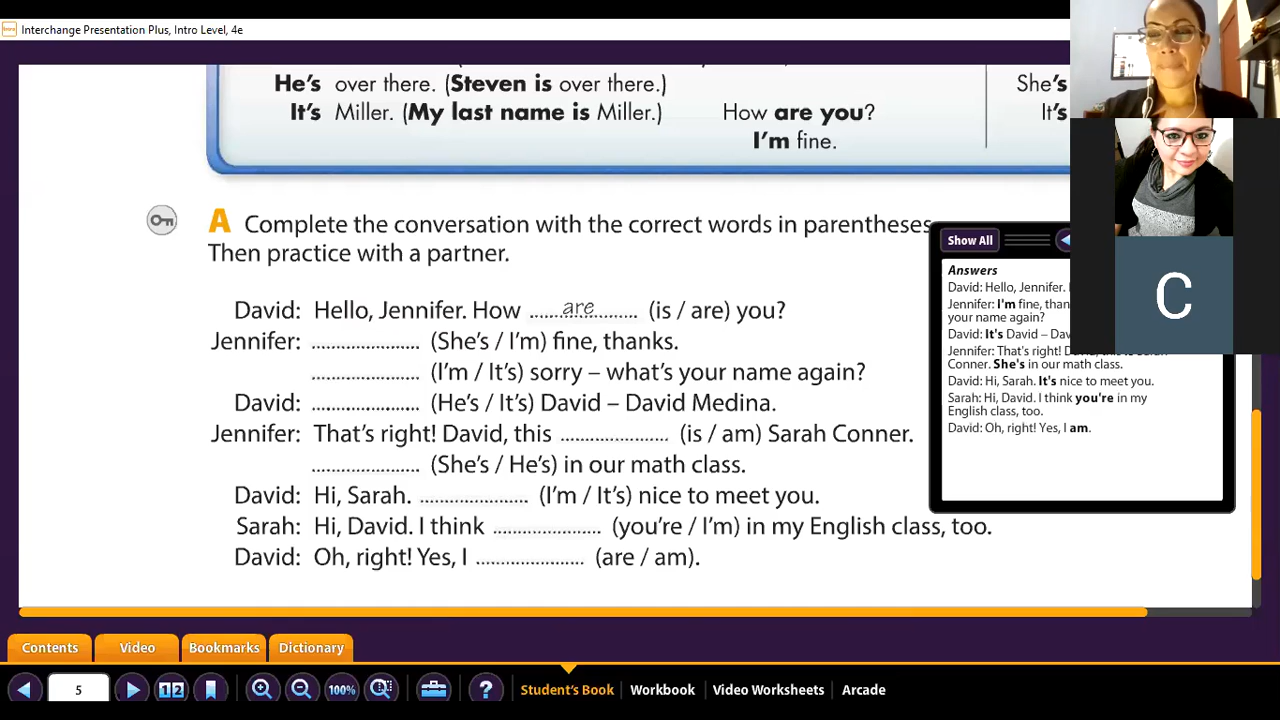 Interchange Presentation Plus, Intro Level, 4e
He's over there. (Steven is over there.)
It's Miller. (My last name is Miller.)
How are you?
I'm fine.
She's
It's
A Complete the conversation with the correct words in parentheses
Then practice with a partner.
David: Hello, Jennifer. How ......are...... (is / are) you?
Jennifer: .................... (She's / I'm) fine, thanks.
.................... (I'm / It's) sorry – what's your name again?
David: .................... (He's / It's) David – David Medina.
Jennifer: That's right! David, this .................... (is / am) Sarah Conner.
.................... (She's / He's) in our math class.
David: Hi, Sarah. .................... (I'm / It's) nice to meet you.
Sarah: Hi, David. I think .................... (you're / I'm) in my English class, too.
David: Oh, right! Yes, I .................... (are / am).
Show All
Answers
David: Hello, Jennifer.
Jennifer: I'm fine, than
your name again?
David: It's David – Dav
Jennifer: That's right!
Conner. She's in our math class.
David: Hi, Sarah. It's nice to meet you.
Sarah: Hi, David. I think you're in my
English class, too.
David: Oh, right! Yes, I am.
C
Contents
Video
Bookmarks
Dictionary
5
12
100%
?
Student's Book
Workbook
Video Worksheets
Arcade